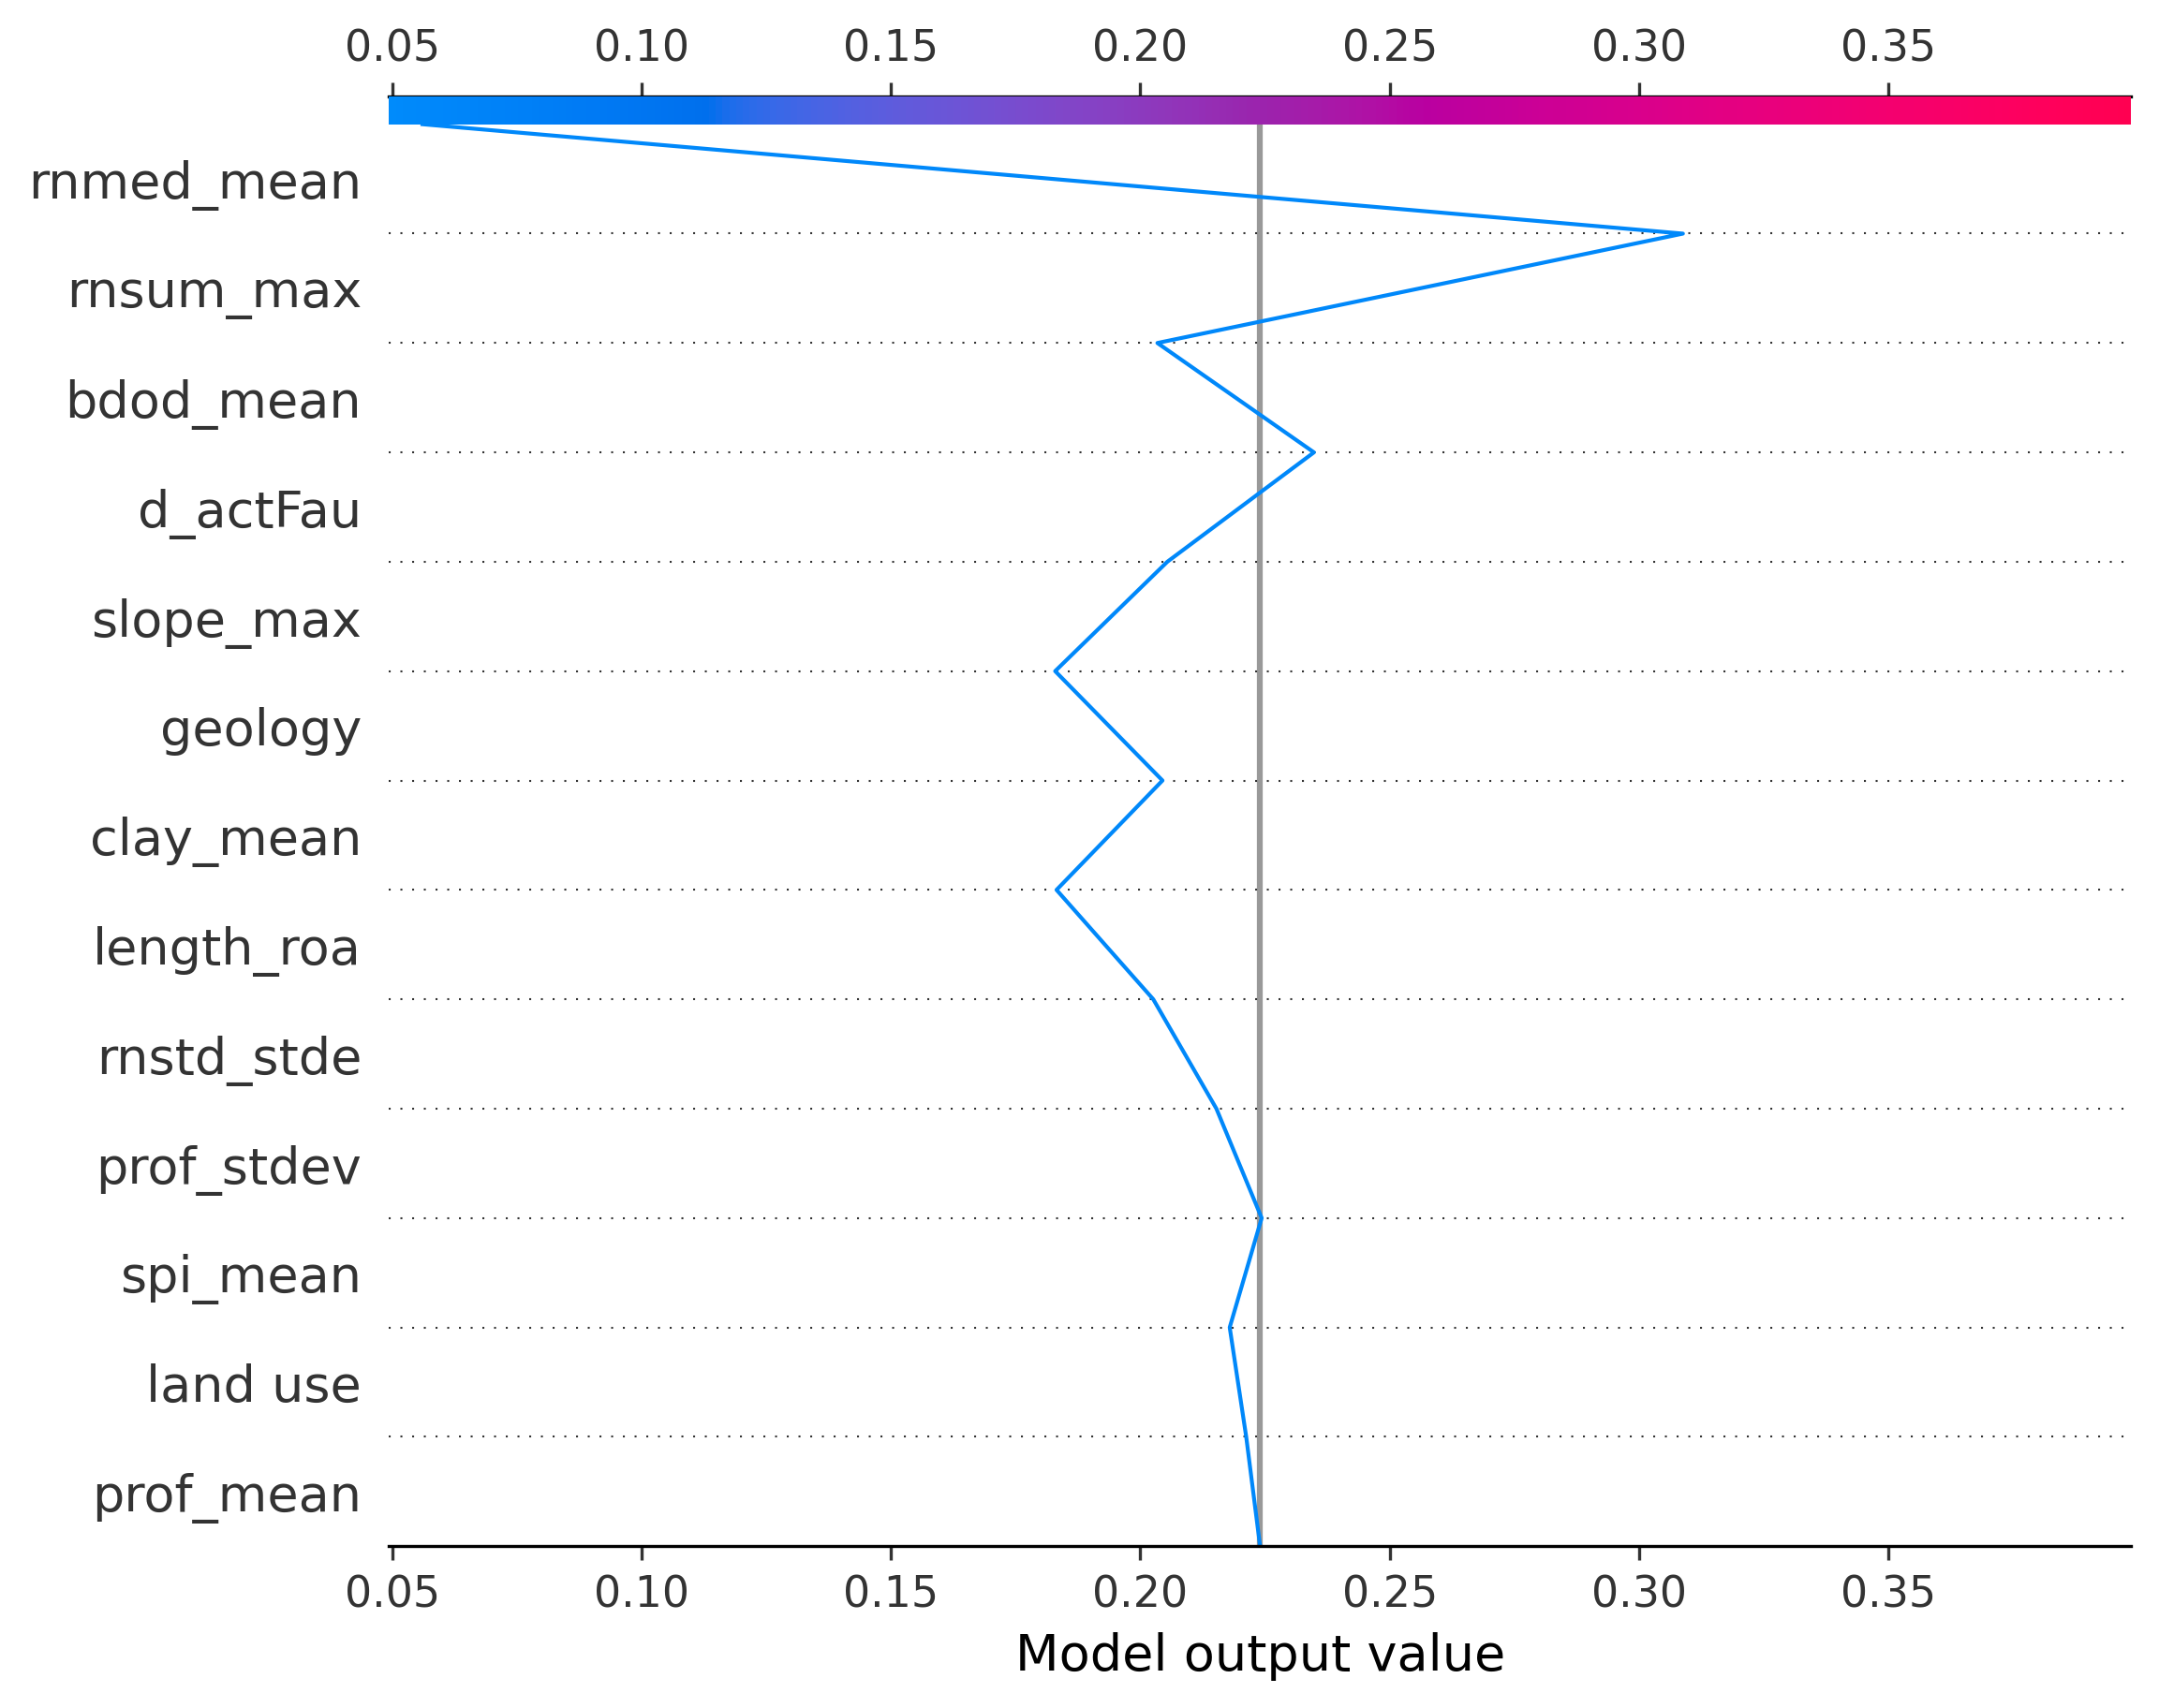 0.05 0.10 0.15 0.20 0.25 0.30 0.35
rnmed_mean
rnsum_max
bdod_mean
d_actFau
slope_max
geology
clay_mean
length_roa
rnstd_stde
prof_stdev
spi_mean
land use
prof_mean
0.05 0.10 0.15 0.20 0.25 0.30 0.35
Model output value